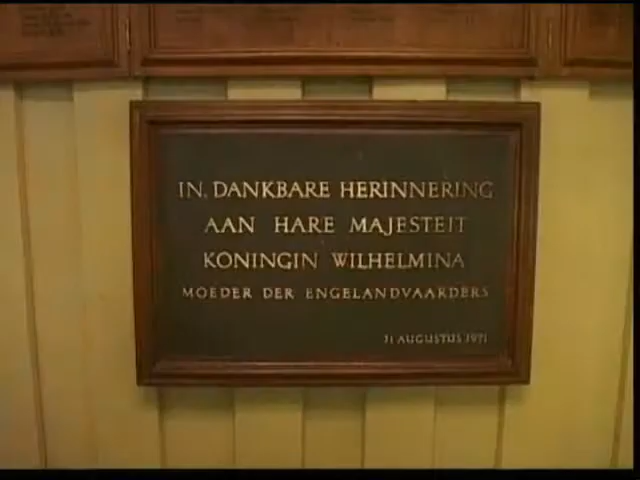 IN DANKBARE HERINNERING
AAN HARE MAJESTEIT
KONINGIN WILHELMINA
MOEDER DER ENGELANDVAARDERS
31 AUGUSTUS 1971